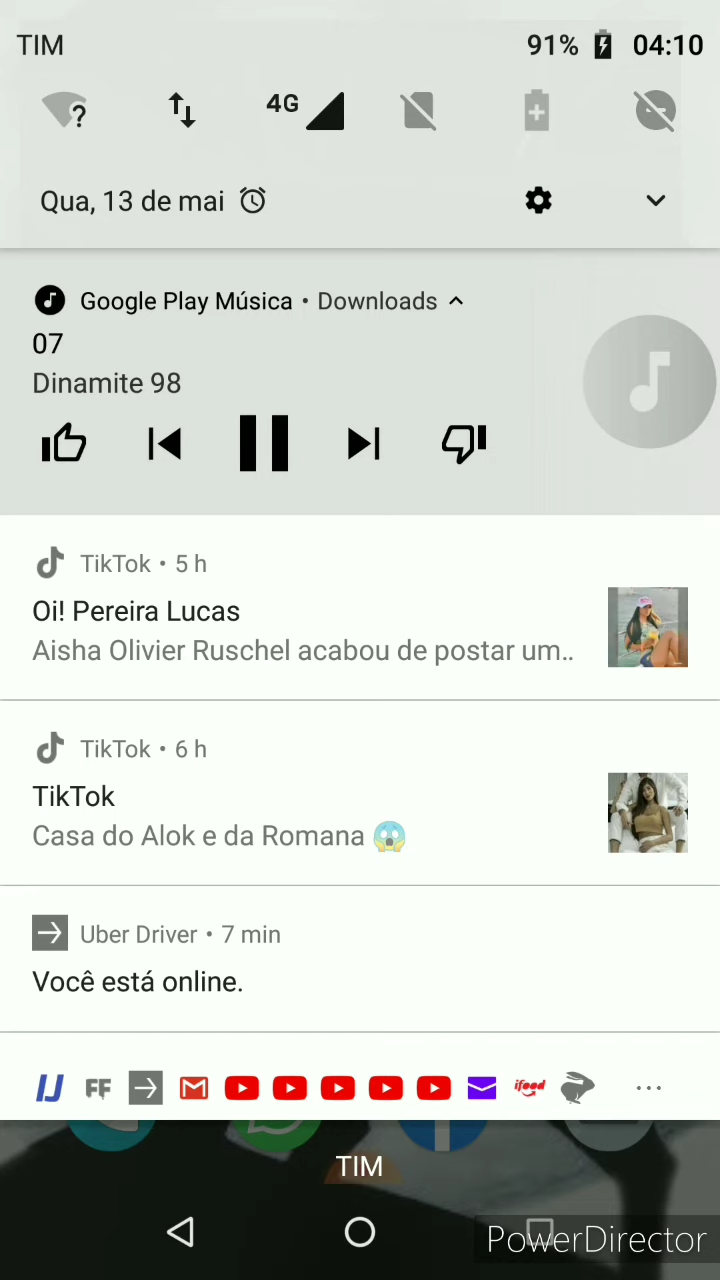 TIM
91% 04:10
4G
Qua, 13 de mai
Google Play Música • Downloads
07
Dinamite 98
TikTok • 5 h
Oi! Pereira Lucas
Aisha Olivier Ruschel acabou de postar um..
TikTok • 6 h
TikTok
Casa do Alok e da Romana 😱
Uber Driver • 7 min
Você está online.
IJ FF ifood
TIM
PowerDirector